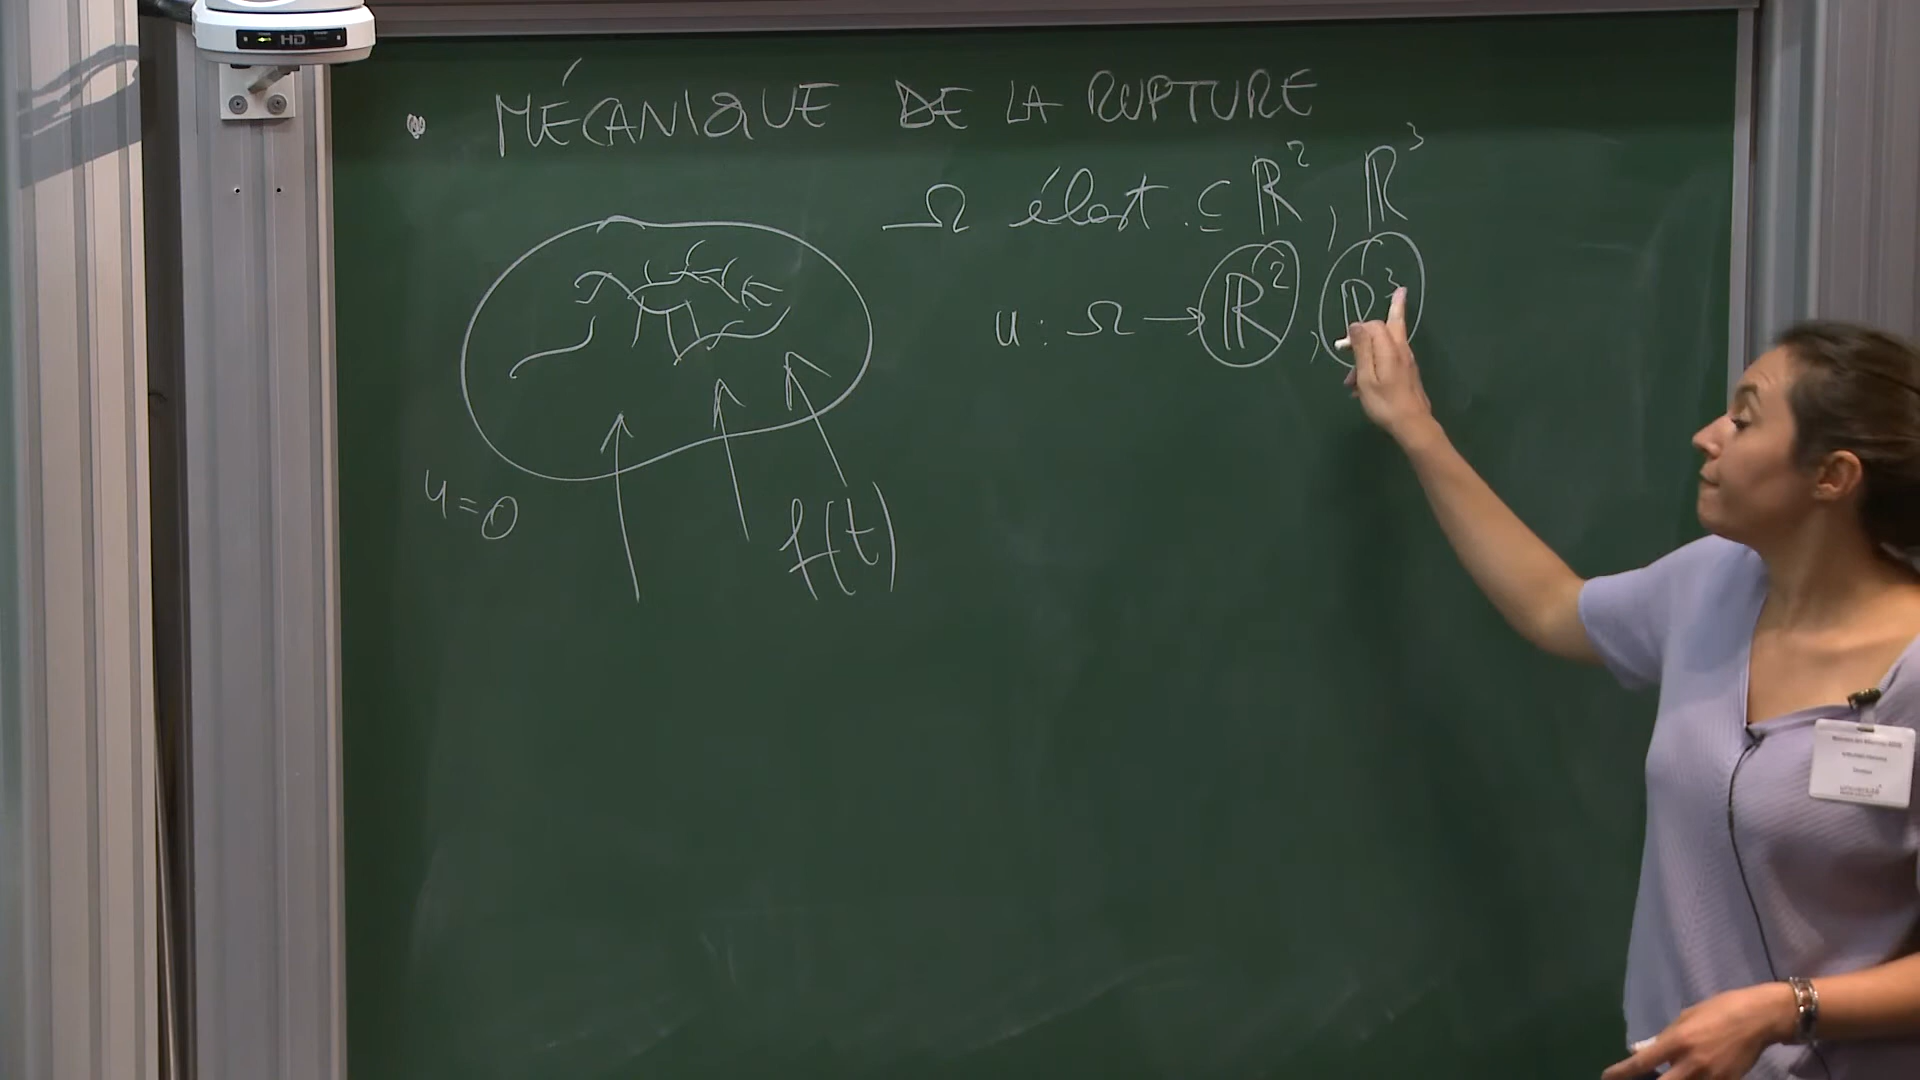 • MÉCANIQUE DE LA RUPTURE
Ω élast. ⊆ ℝ², ℝ³
u: Ω → ℝ², ℝ³
u=0
f(t)
HD